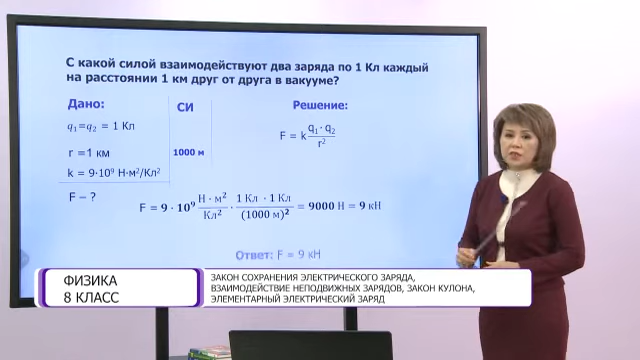 С какой силой взаимодействуют два заряда по 1 Кл каждый
на расстоянии 1 км друг от друга в вакууме?
Дано:
СИ
Решение:
q₁=q₂ = 1 Кл
F = k q₁· q₂ / r²
r =1 км
1000 м
k = 9·10⁹ Н·м²/Кл²
F − ?
F = 9 · 10⁹ Н · м² / Кл² · 1 Кл · 1 Кл / (1000 м)² = 9000 Н = 9 кН
Ответ: F = 9 кН
ФИЗИКА
8 КЛАСС
ЗАКОН СОХРАНЕНИЯ ЭЛЕКТРИЧЕСКОГО ЗАРЯДА,
ВЗАИМОДЕЙСТВИЕ НЕПОДВИЖНЫХ ЗАРЯДОВ, ЗАКОН КУЛОНА,
ЭЛЕМЕНТАРНЫЙ ЭЛЕКТРИЧЕСКИЙ ЗАРЯД